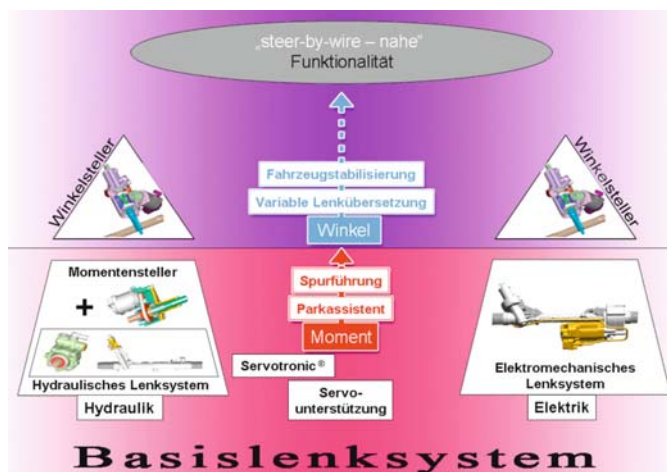 „steer-by-wire – nahe"
Funktionalität
Winkelsteller
Fahrzeugstabilisierung
Variable Lenkübersetzung
Winkel
Winkelsteller
Momentensteller
+
Hydraulisches Lenksystem
Hydraulik
Spurführung
Parkassistent
Moment
Servotronic®
Servo-
unterstützung
Elektromechanisches
Lenksystem
Elektrik
Basislenksystem